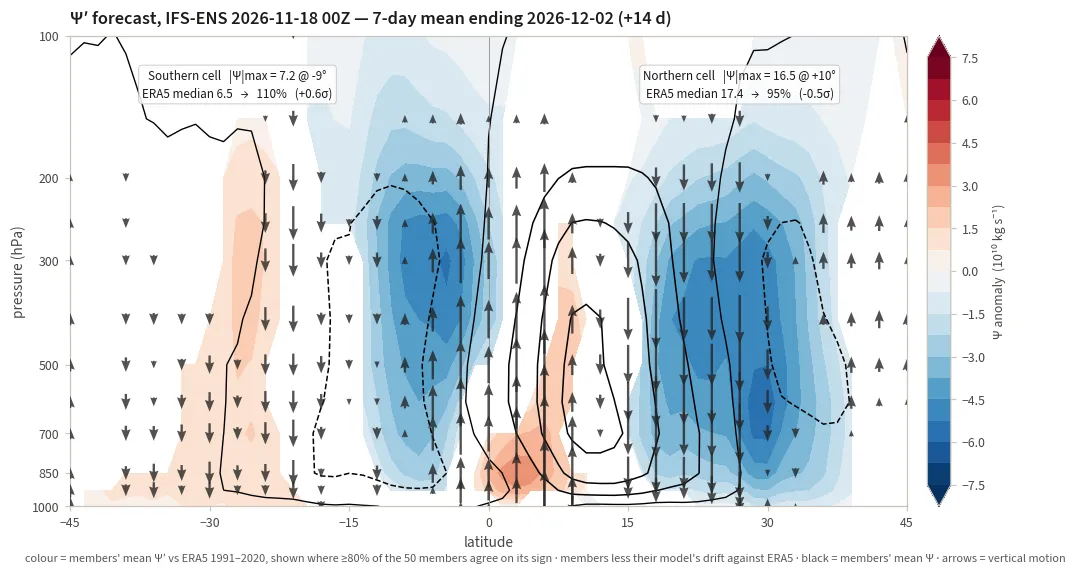 Ψ′ forecast, IFS-ENS 2026-11-18 00Z — 7-day mean ending 2026-12-02 (+14 d)
Southern cell |Ψ|max = 7.2 @ -9°
ERA5 median 6.5 → 110% (+0.6σ)
Northern cell |Ψ|max = 16.5 @ +10°
ERA5 median 17.4 → 95% (-0.5σ)
pressure (hPa)
100
200
300
400
500
700
850
1000
−45
−30
−15
0
15
30
45
latitude
7.5
6.0
4.5
3.0
1.5
0.0
−1.5
−3.0
−4.5
−6.0
−7.5
Ψ anomaly (10¹⁰ kg s⁻¹)
colour = members' mean Ψ′ vs ERA5 1991–2020, shown where ≥80% of the 50 members agree on its sign · members less their model's drift against ERA5 · black = members' mean Ψ · arrows = vertical motion